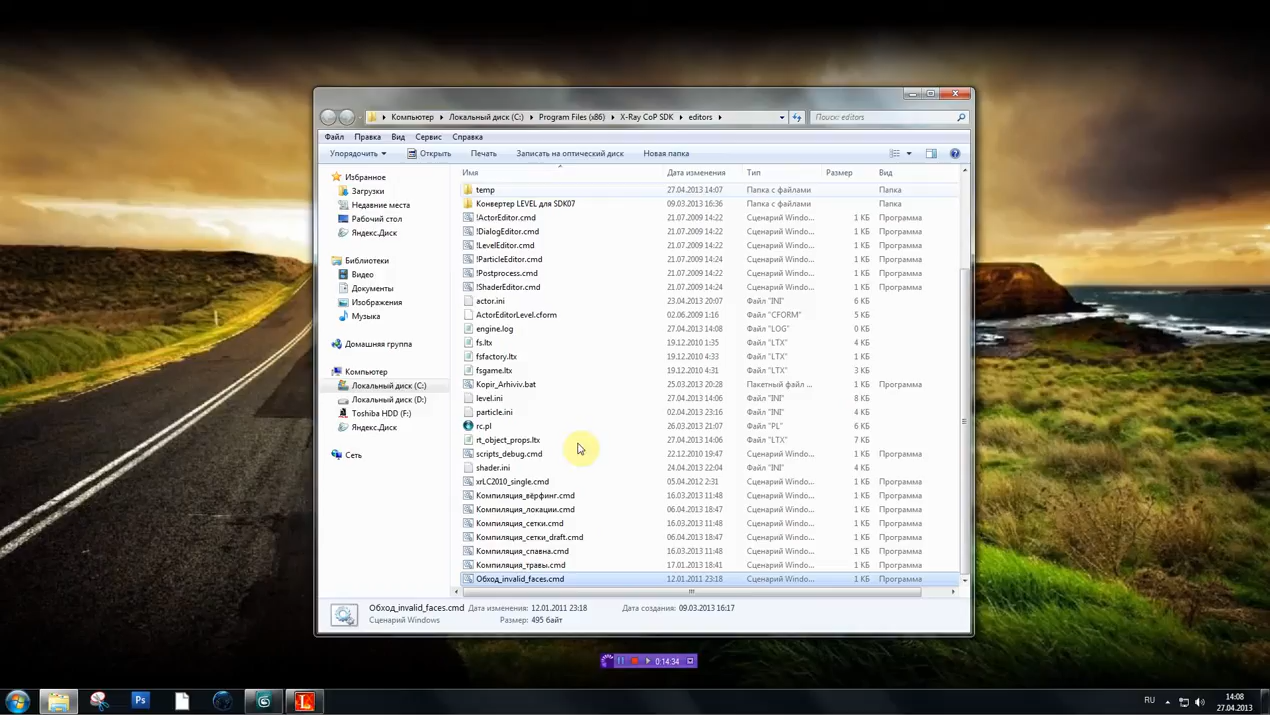 Компьютер Локальный диск (C:) Program Files (x86) X-Ray CoP SDK editors Поиск: editors
Файл Правка Вид Сервис Справка
Упорядочить Открыть Печать Записать на оптический диск Новая папка
Избранное
Загрузки
Недавние места
Рабочий стол
Яндекс.Диск
Библиотеки
Видео
Документы
Изображения
Музыка
Домашняя группа
Компьютер
Локальный диск (C:)
Локальный диск (D:)
Toshiba HDD (F:)
Яндекс.Диск
Сеть
Имя Дата изменения Тип Размер Вид
temp 27.04.2013 14:07 Папка с файлами Папка
Конвертер LEVEL для SDK07 09.03.2013 16:36 Папка с файлами Папка
!ActorEditor.cmd 21.07.2009 14:22 Сценарий Windo... 1 КБ Программа
!DialogEditor.cmd 21.07.2009 14:22 Сценарий Windo... 1 КБ Программа
!LevelEditor.cmd 21.07.2009 14:22 Сценарий Windo... 1 КБ Программа
!ParticleEditor.cmd 21.07.2009 14:24 Сценарий Windo... 1 КБ Программа
!Postprocess.cmd 21.07.2009 14:22 Сценарий Windo... 1 КБ Программа
!ShaderEditor.cmd 21.07.2009 14:24 Сценарий Windo... 1 КБ Программа
actor.ini 23.04.2013 20:07 Файл "INI" 6 КБ
ActorEditorLevel.cform 02.06.2009 1:16 Файл "CFORM" 5 КБ
engine.log 27.04.2013 14:08 Файл "LOG" 0 КБ
fs.ltx 19.12.2010 1:35 Файл "LTX" 4 КБ
fsfactory.ltx 19.12.2010 4:33 Файл "LTX" 1 КБ
fsgame.ltx 19.12.2010 4:31 Файл "LTX" 3 КБ
Kopir_Arhiviv.bat 25.03.2013 20:28 Пакетный файл ... 1 КБ Программа
level.ini 27.04.2013 14:06 Файл "INI" 8 КБ
particle.ini 02.04.2013 23:16 Файл "INI" 4 КБ
rc.pl 26.03.2013 21:07 Файл "PL" 6 КБ
rt_object_props.ltx 27.04.2013 14:06 Файл "LTX" 7 КБ
scripts_debug.cmd 22.12.2010 19:47 Сценарий Windo... 1 КБ Программа
shader.ini 24.04.2013 22:04 Файл "INI" 4 КБ
xrLC2010_single.cmd 05.04.2012 2:31 Сценарий Windo... 1 КБ Программа
Компиляция_вёрфинг.cmd 16.03.2013 11:48 Сценарий Windo... 1 КБ Программа
Компиляция_локации.cmd 06.04.2013 18:47 Сценарий Windo... 1 КБ Программа
Компиляция_сетки.cmd 16.03.2013 11:48 Сценарий Windo... 1 КБ Программа
Компиляция_сетки_draft.cmd 06.04.2013 18:47 Сценарий Windo... 1 КБ Программа
Компиляция_спавна.cmd 16.03.2013 11:48 Сценарий Windo... 1 КБ Программа
Компиляция_травы.cmd 17.01.2013 18:41 Сценарий Windo... 1 КБ Программа
Обход_invalid_faces.cmd 12.01.2011 23:18 Сценарий Windo... 1 КБ Программа
Обход_invalid_faces.cmd Дата изменения: 12.01.2011 23:18 Дата создания: 09.03.2013 16:17
Сценарий Windows Размер: 495 байт
0:14:34
Ps
RU
14:08
27.04.2013